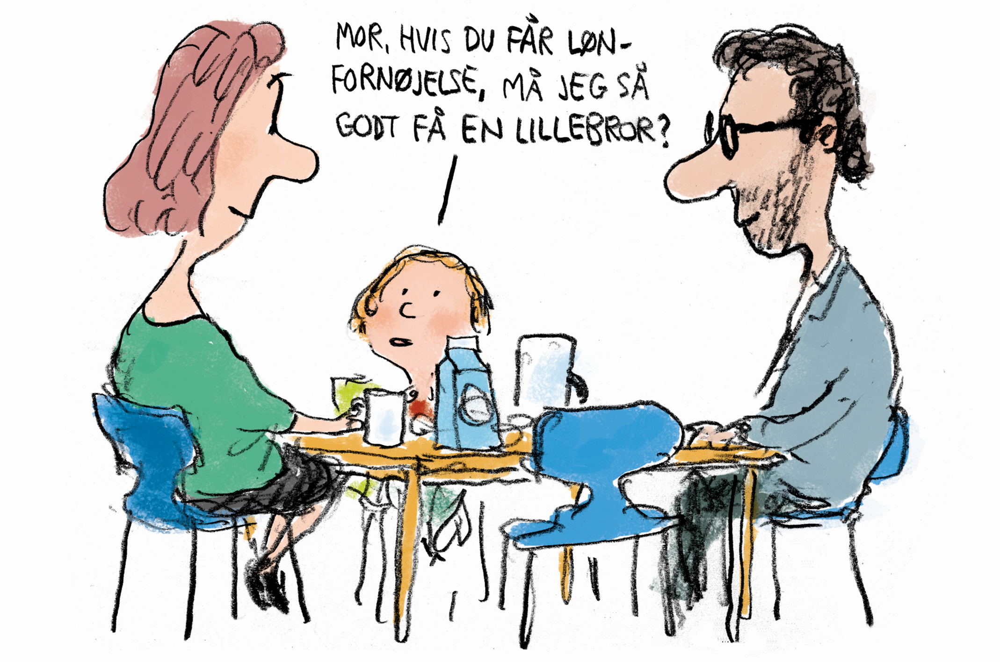 MOR, HVIS DU FÅR LØN-
FORNØJELSE, MÅ JEG SÅ
GODT FÅ EN LILLEBROR?